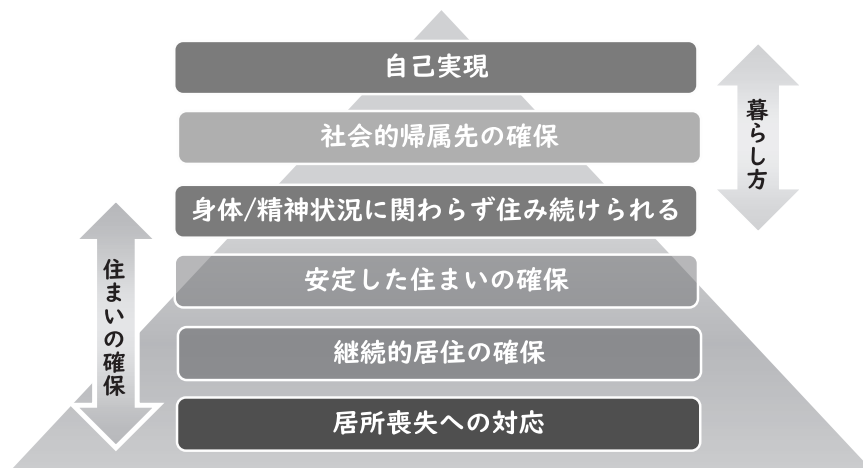 自己実現
社会的帰属先の確保
身体/精神状況に関わらず住み続けられる
安定した住まいの確保
継続的居住の確保
居所喪失への対応
暮らし方
住まいの確保